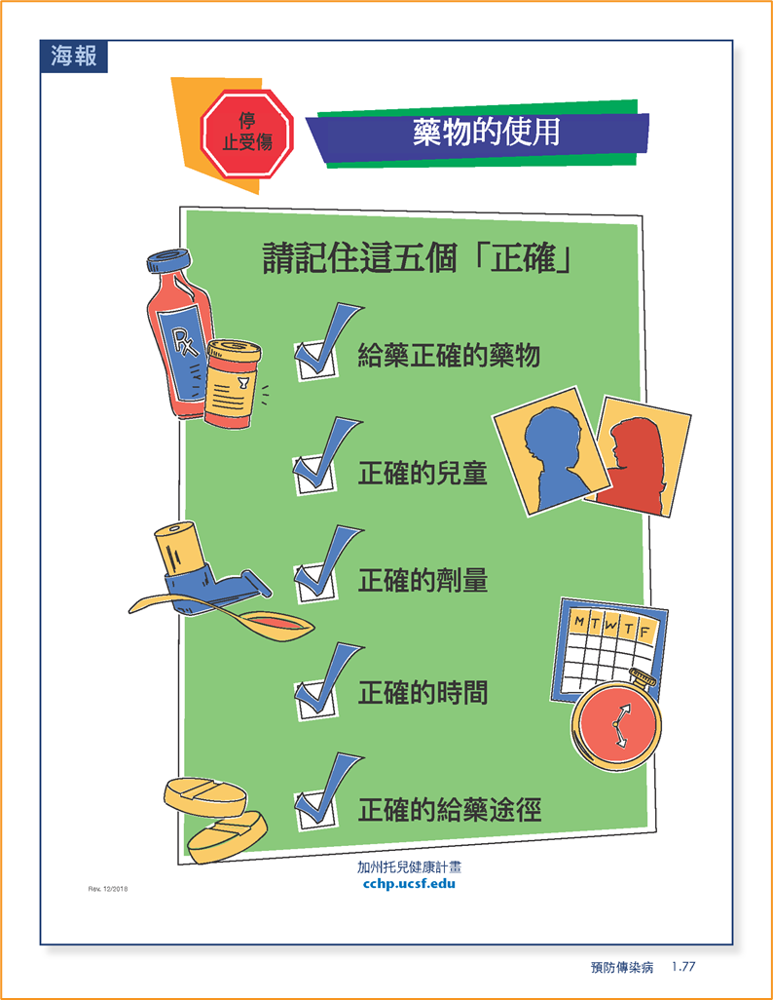 海報
停
止受傷
藥物的使用
請記住這五個「正確」
Rx
給藥正確的藥物
正確的兒童
正確的劑量
M T W T F
正確的時間
正確的給藥途徑
加州托兒健康計畫
cchp.ucsf.edu
Rev. 12/2018
預防傳染病 1.77